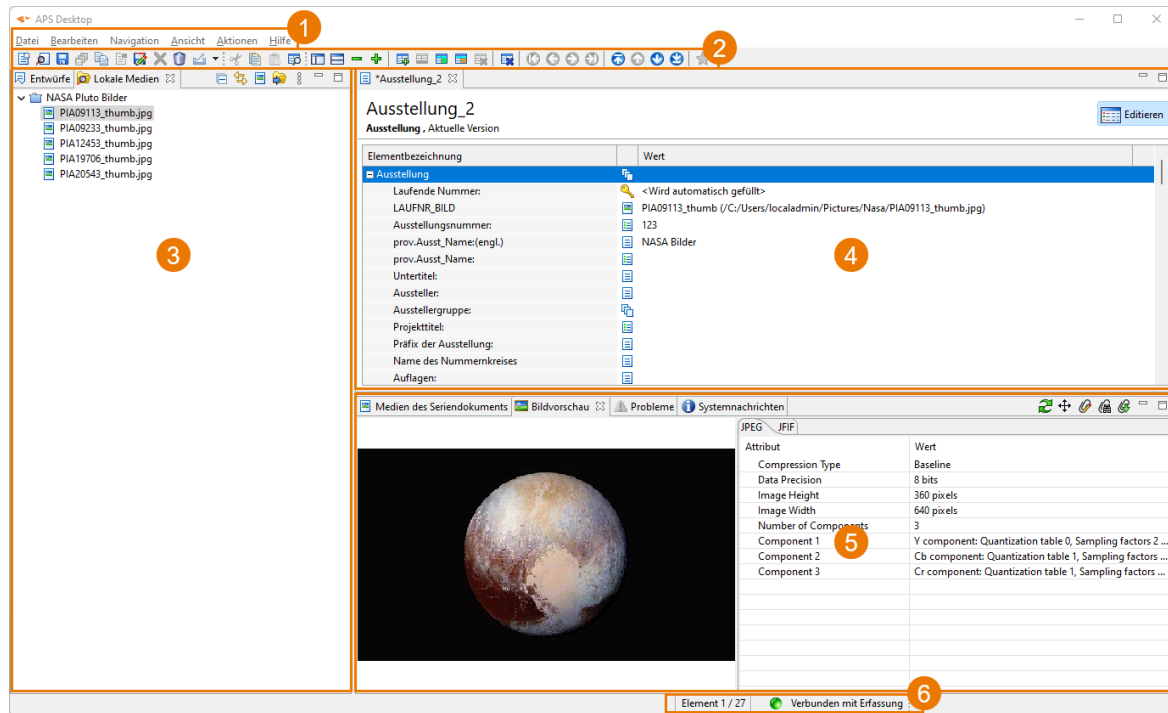 APS Desktop
1
Datei Bearbeiten Navigation Ansicht Aktionen Hilfe
2
Entwürfe Lokale Medien
NASA Pluto Bilder
PIA09113_thumb.jpg
PIA09233_thumb.jpg
PIA12453_thumb.jpg
PIA19706_thumb.jpg
PIA20543_thumb.jpg
3
*Ausstellung_2
Ausstellung_2
Ausstellung , Aktuelle Version
Editieren
Elementbezeichnung Wert
Ausstellung
Laufende Nummer: <Wird automatisch gefüllt>
LAUFNR_BILD PIA09113_thumb (/C:/Users/localadmin/Pictures/Nasa/PIA09113_thumb.jpg)
Ausstellungsnummer: 123
prov.Ausst_Name:(engl.) NASA Bilder
prov.Ausst_Name:
4
Untertitel:
Aussteller:
Ausstellergruppe:
Projekttitel:
Präfix der Ausstellung:
Name des Nummernkreises
Auflagen:
Medien des Seriendokuments Bildvorschau Probleme Systemnachrichten
JPEG JFIF
Attribut Wert
Compression Type Baseline
Data Precision 8 bits
Image Height 360 pixels
Image Width 640 pixels
Number of Components 3
Component 1 Y component: Quantization table 0, Sampling factors 2 ...
5
Component 2 Cb component: Quantization table 1, Sampling factors ...
Component 3 Cr component: Quantization table 1, Sampling factors ...
Element 1 / 27 Verbunden mit Erfassung
6